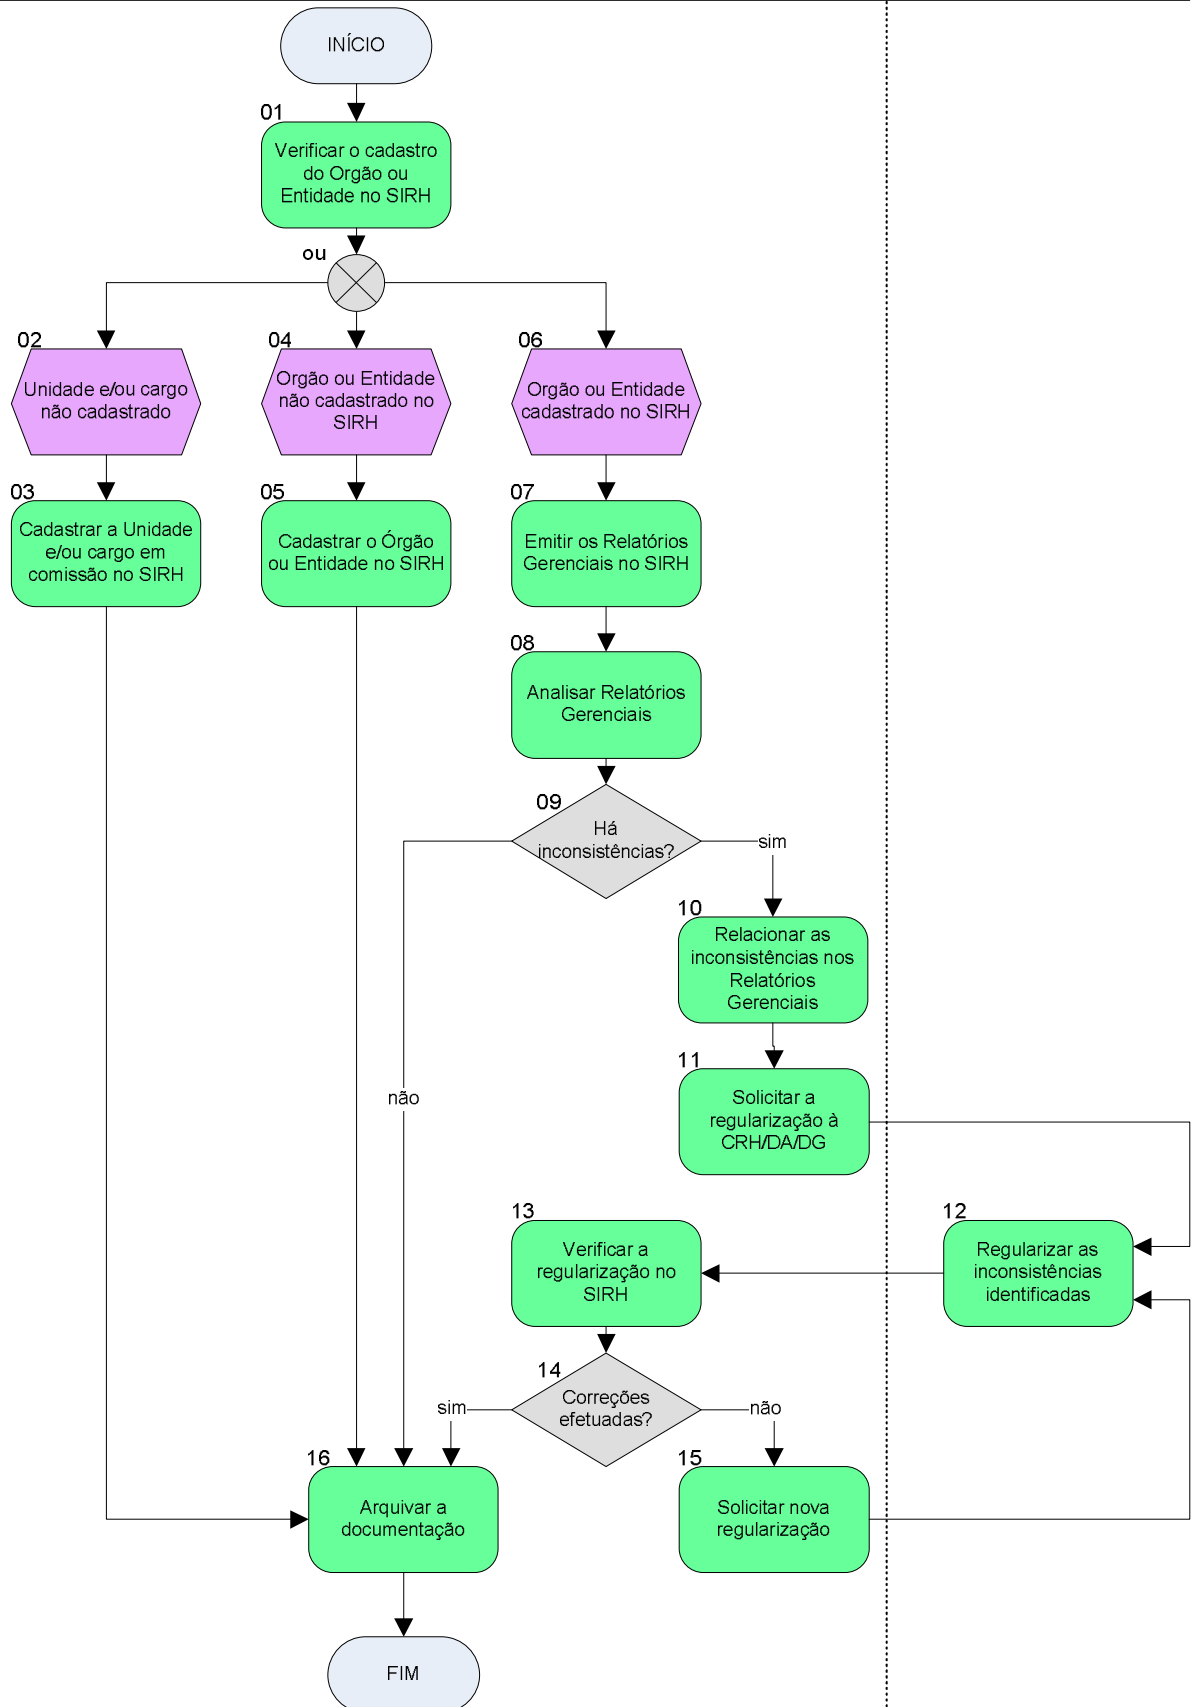 INÍCIO
01
Verificar o cadastro
do Orgão ou
Entidade no SIRH
ou
02
Unidade e/ou cargo
não cadastrado
04
Orgão ou Entidade
não cadastrado no
SIRH
06
Orgão ou Entidade
cadastrado no SIRH
03
Cadastrar a Unidade
e/ou cargo em
comissão no SIRH
05
Cadastrar o Órgão
ou Entidade no SIRH
07
Emitir os Relatórios
Gerenciais no SIRH
08
Analisar Relatórios
Gerenciais
09
Há
inconsistências?
sim
10
Relacionar as
inconsistências nos
Relatórios
Gerenciais
não
11
Solicitar a
regularização à
CRH/DA/DG
13
Verificar a
regularização no
SIRH
12
Regularizar as
inconsistências
identificadas
14
Correções
efetuadas?
sim
não
16
Arquivar a
documentação
15
Solicitar nova
regularização
FIM